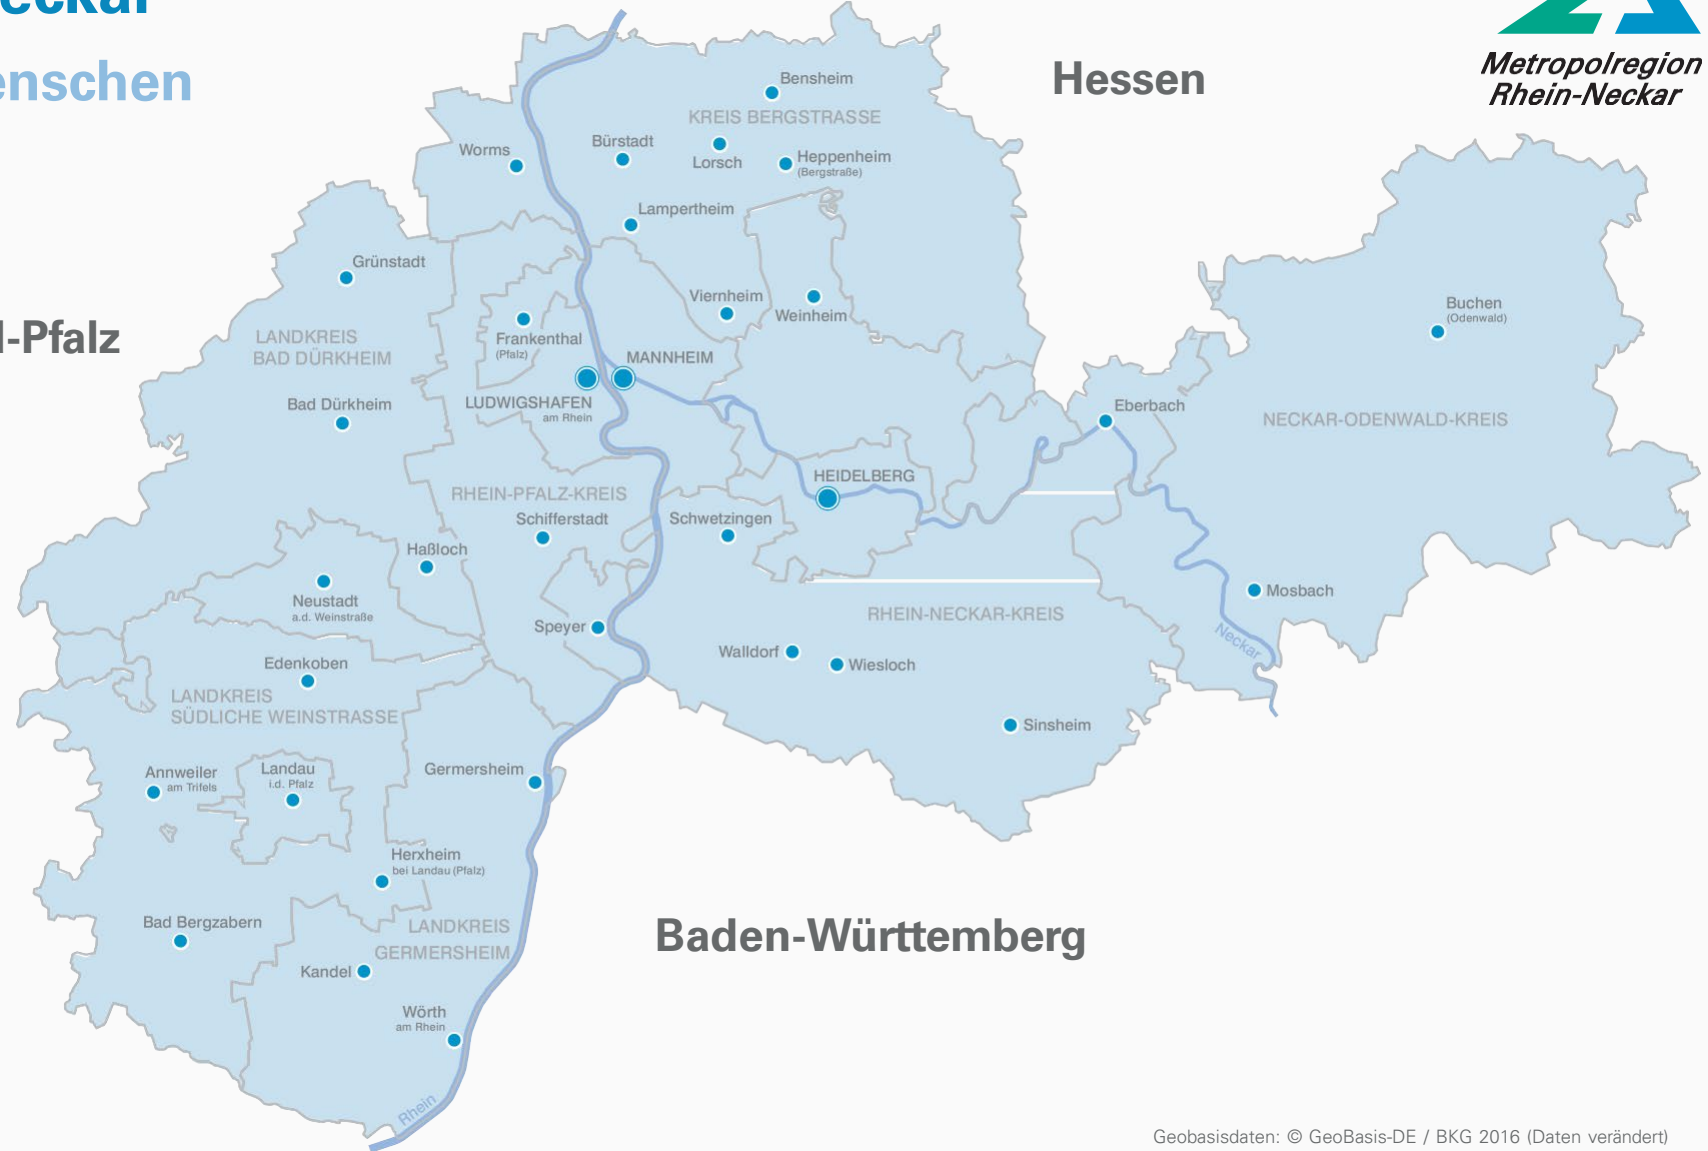 Metropolregion
Rhein-Neckar
Hessen
Bensheim
KREIS BERGSTRASSE
Bürstadt
Lorsch
Heppenheim
(Bergstraße)
Worms
Lampertheim
Grünstadt
Viernheim
Weinheim
Buchen
(Odenwald)
Frankenthal
(Pfalz)
LANDKREIS
BAD DÜRKHEIM
MANNHEIM
LUDWIGSHAFEN
am Rhein
Bad Dürkheim
Eberbach
NECKAR-ODENWALD-KREIS
HEIDELBERG
RHEIN-PFALZ-KREIS
Schifferstadt
Schwetzingen
Haßloch
Neustadt
a.d. Weinstraße
Mosbach
Speyer
RHEIN-NECKAR-KREIS
Neckar
Walldorf
Wiesloch
Edenkoben
LANDKREIS
SÜDLICHE WEINSTRASSE
Sinsheim
Annweiler
am Trifels
Landau
i.d. Pfalz
Germersheim
Herxheim
bei Landau (Pfalz)
Bad Bergzabern
LANDKREIS
GERMERSHEIM
Baden-Württemberg
Kandel
Wörth
am Rhein
Rhein
Geobasisdaten: © GeoBasis-DE / BKG 2016 (Daten verändert)